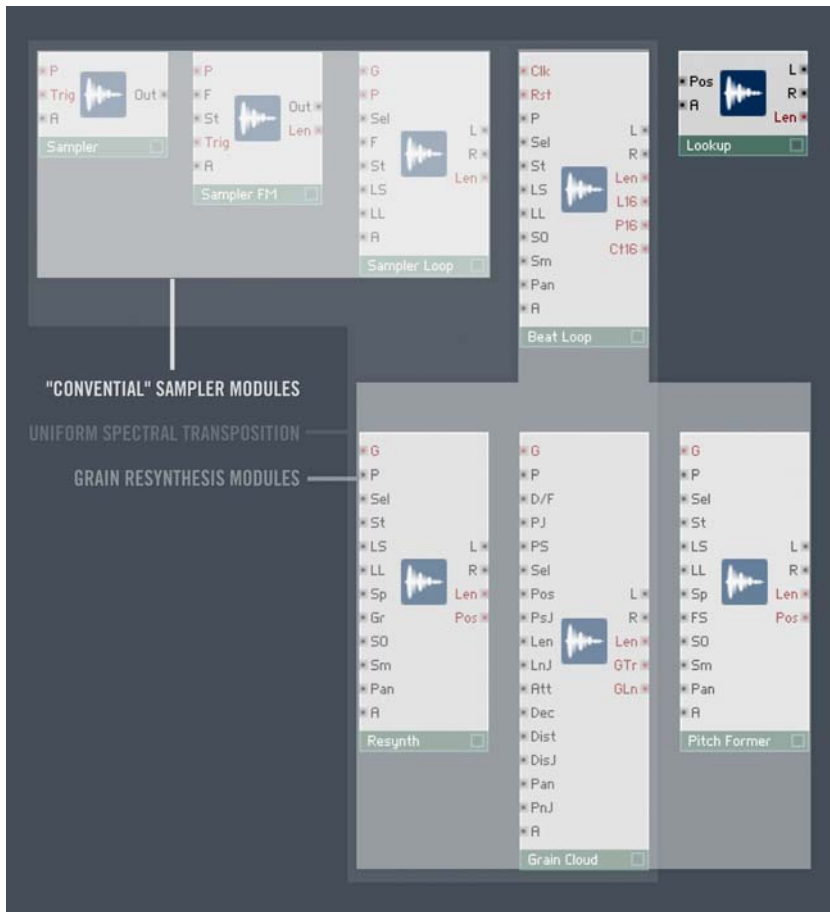 P
Trig
A
Out
Sampler
P
F
St
Trig
A
Out
Len
Sampler FM
G
P
Sel
F
St
LS
LL
A
L
R
Len
Sampler Loop
Clk
Rst
P
Sel
St
LS
LL
SO
Sm
Pan
A
L
R
Len
L16
P16
Ct16
Beat Loop
Pos
A
L
R
Len
Lookup
"CONVENTIAL" SAMPLER MODULES
UNIFORM SPECTRAL TRANSPOSITION
GRAIN RESYNTHESIS MODULES
G
P
Sel
St
LS
LL
Sp
Gr
SO
Sm
Pan
A
L
R
Len
Pos
Resynth
G
P
D/F
PJ
PS
Sel
Pos
PsJ
Len
LnJ
Att
Dec
Dist
DisJ
Pan
PnJ
A
L
R
Len
GTr
GLn
Grain Cloud
G
P
Sel
St
LS
LL
Sp
FS
SO
Sm
Pan
A
L
R
Len
Pos
Pitch Former